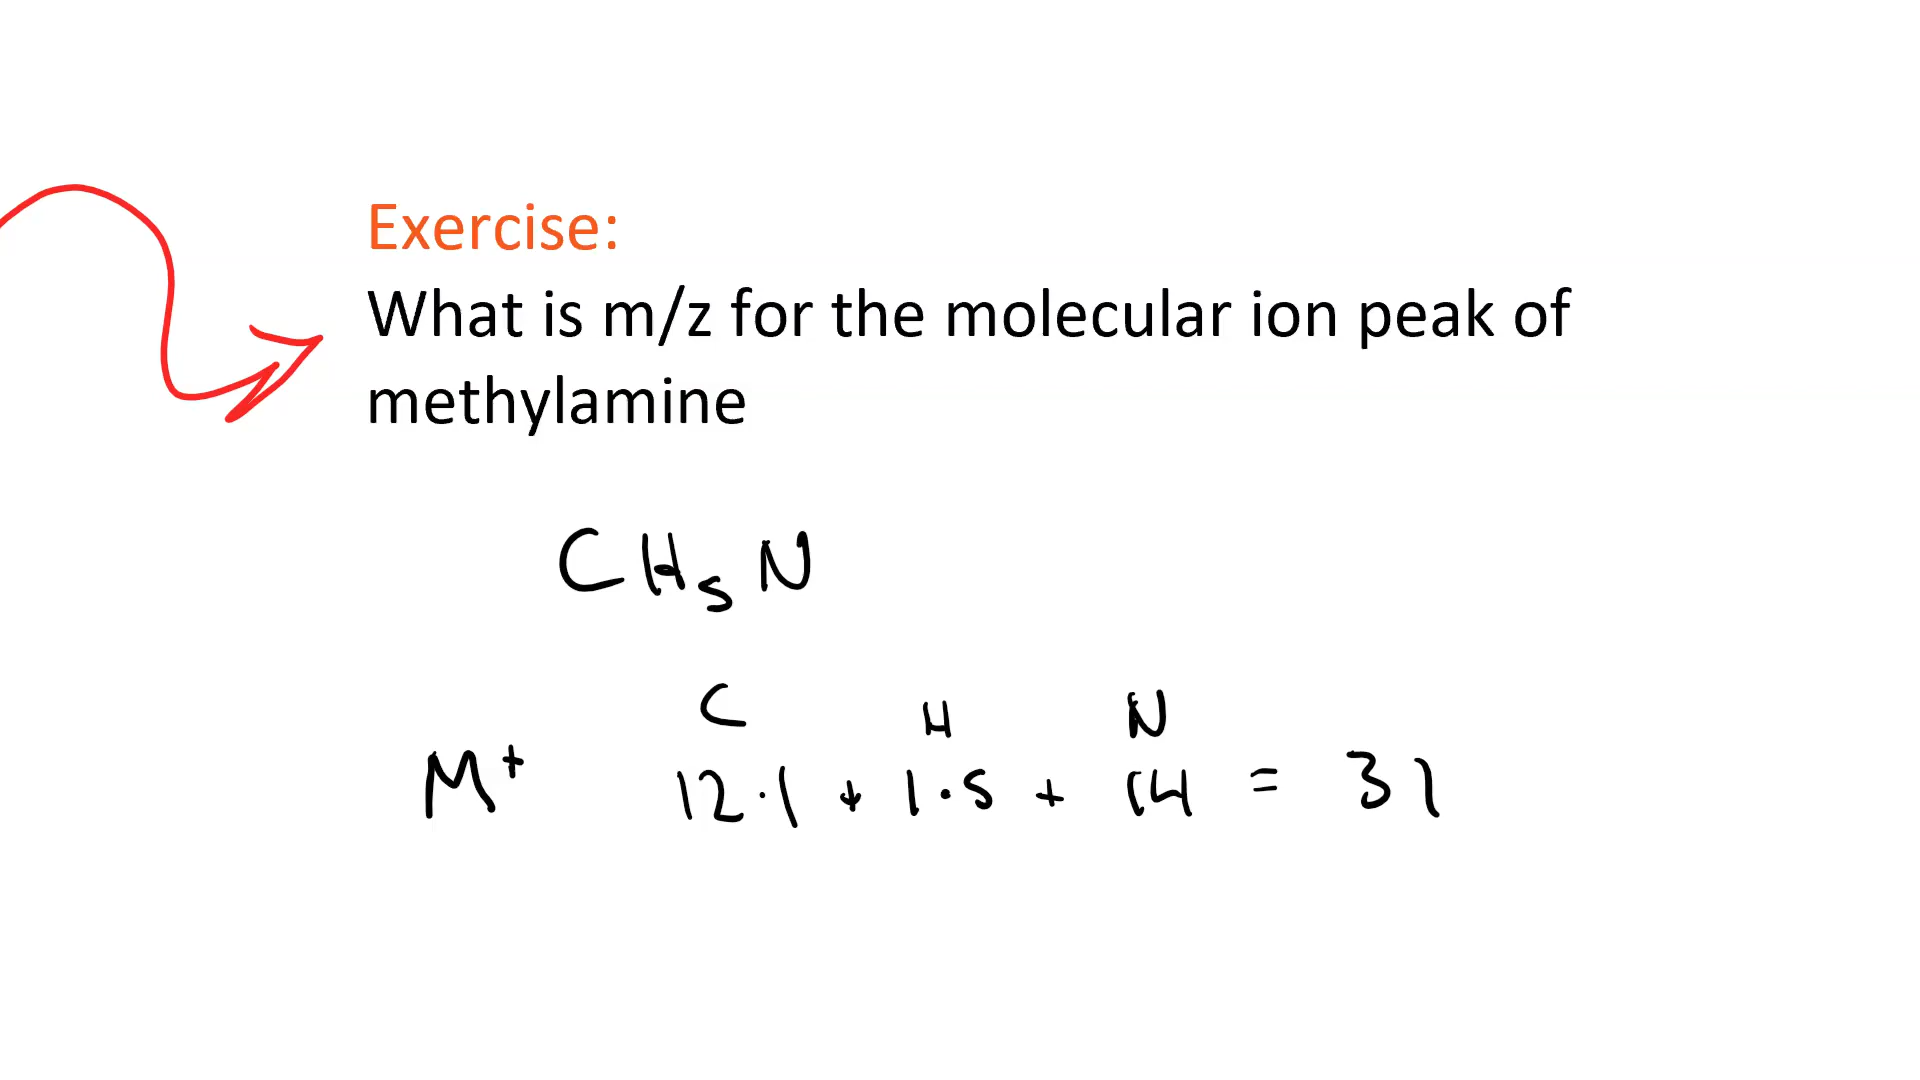 Exercise:
What is m/z for the molecular ion peak of
methylamine
CH₅N
C H N
M⁺ 12·1 + 1·5 + 14 = 31